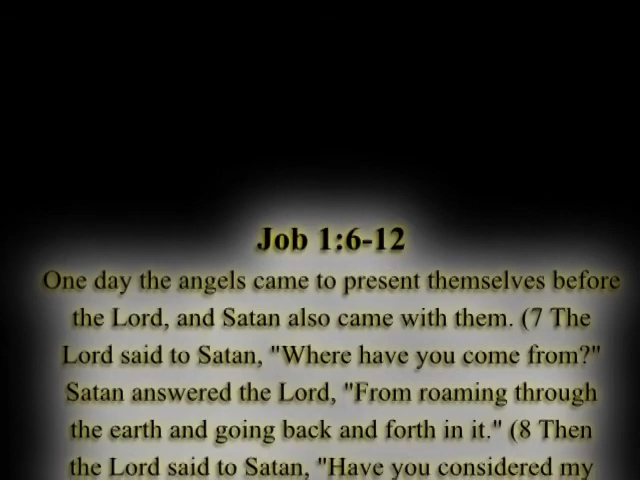 Job 1:6-12
One day the angels came to present themselves before
the Lord, and Satan also came with them. (7 The
Lord said to Satan, "Where have you come from?"
Satan answered the Lord, "From roaming through
the earth and going back and forth in it." (8 Then
the Lord said to Satan, "Have you considered my